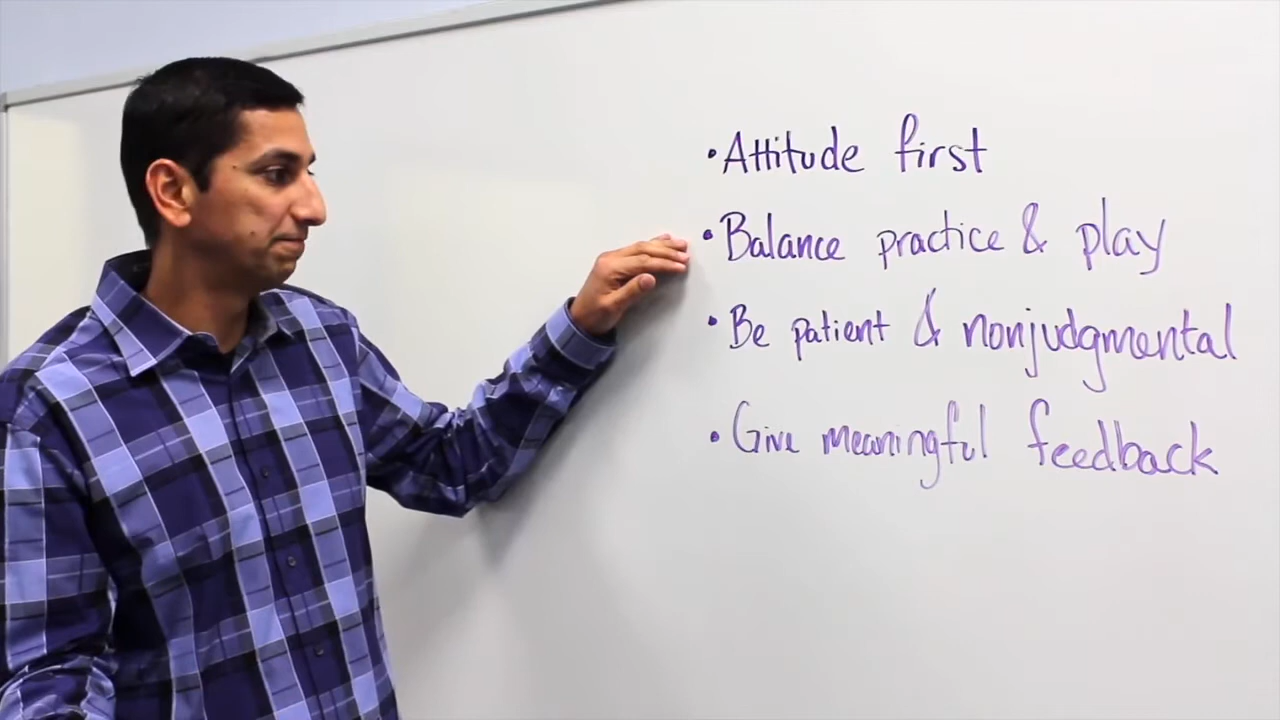 •Attitude first
•Balance practice & play
•Be patient & nonjudgmental
•Give meaningful feedback